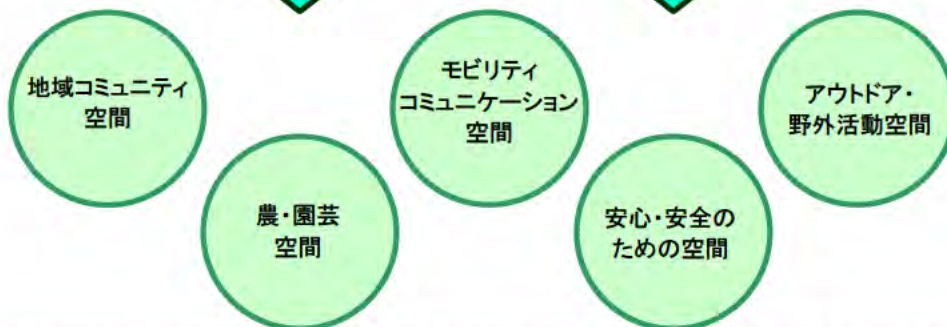 地域コミュニティ
空間
農・園芸
空間
モビリティ
コミュニケーション
空間
安心・安全の
ための空間
アウトドア・
野外活動空間